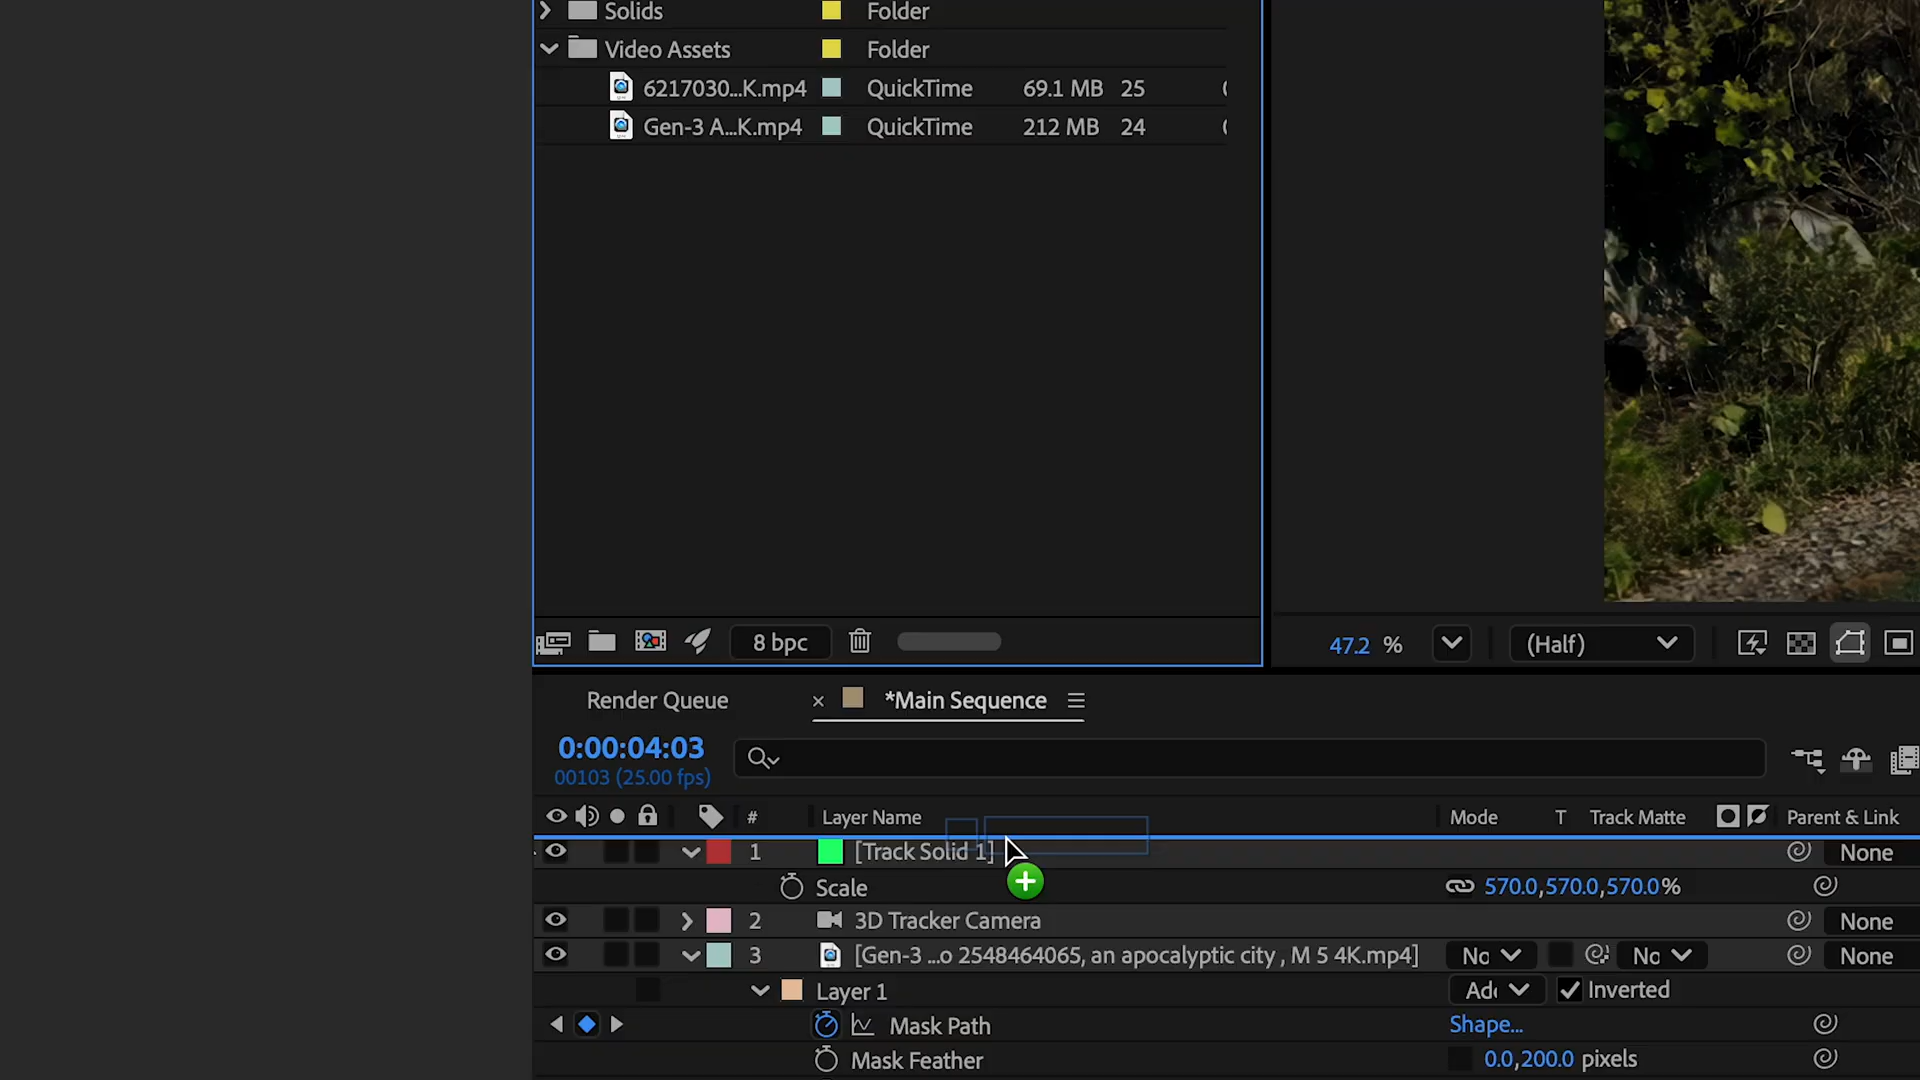 Solids Folder
Video Assets Folder
6217030...K.mp4 QuickTime 69.1 MB 25
Gen-3 A...K.mp4 QuickTime 212 MB 24
8 bpc
47.2 % (Half)
Render Queue × *Main Sequence
0:00:04:03
00103 (25.00 fps)
# Layer Name Mode T Track Matte Parent & Link
1 [Track Solid 1] None
Scale 570.0,570.0,570.0%
2 3D Tracker Camera None
3 [Gen-3 ...o 2548464065, an apocalyptic city , M 5 4K.mp4] No No None
Layer 1 Inverted
Mask Path Shape...
Mask Feather 0.0,200.0 pixels